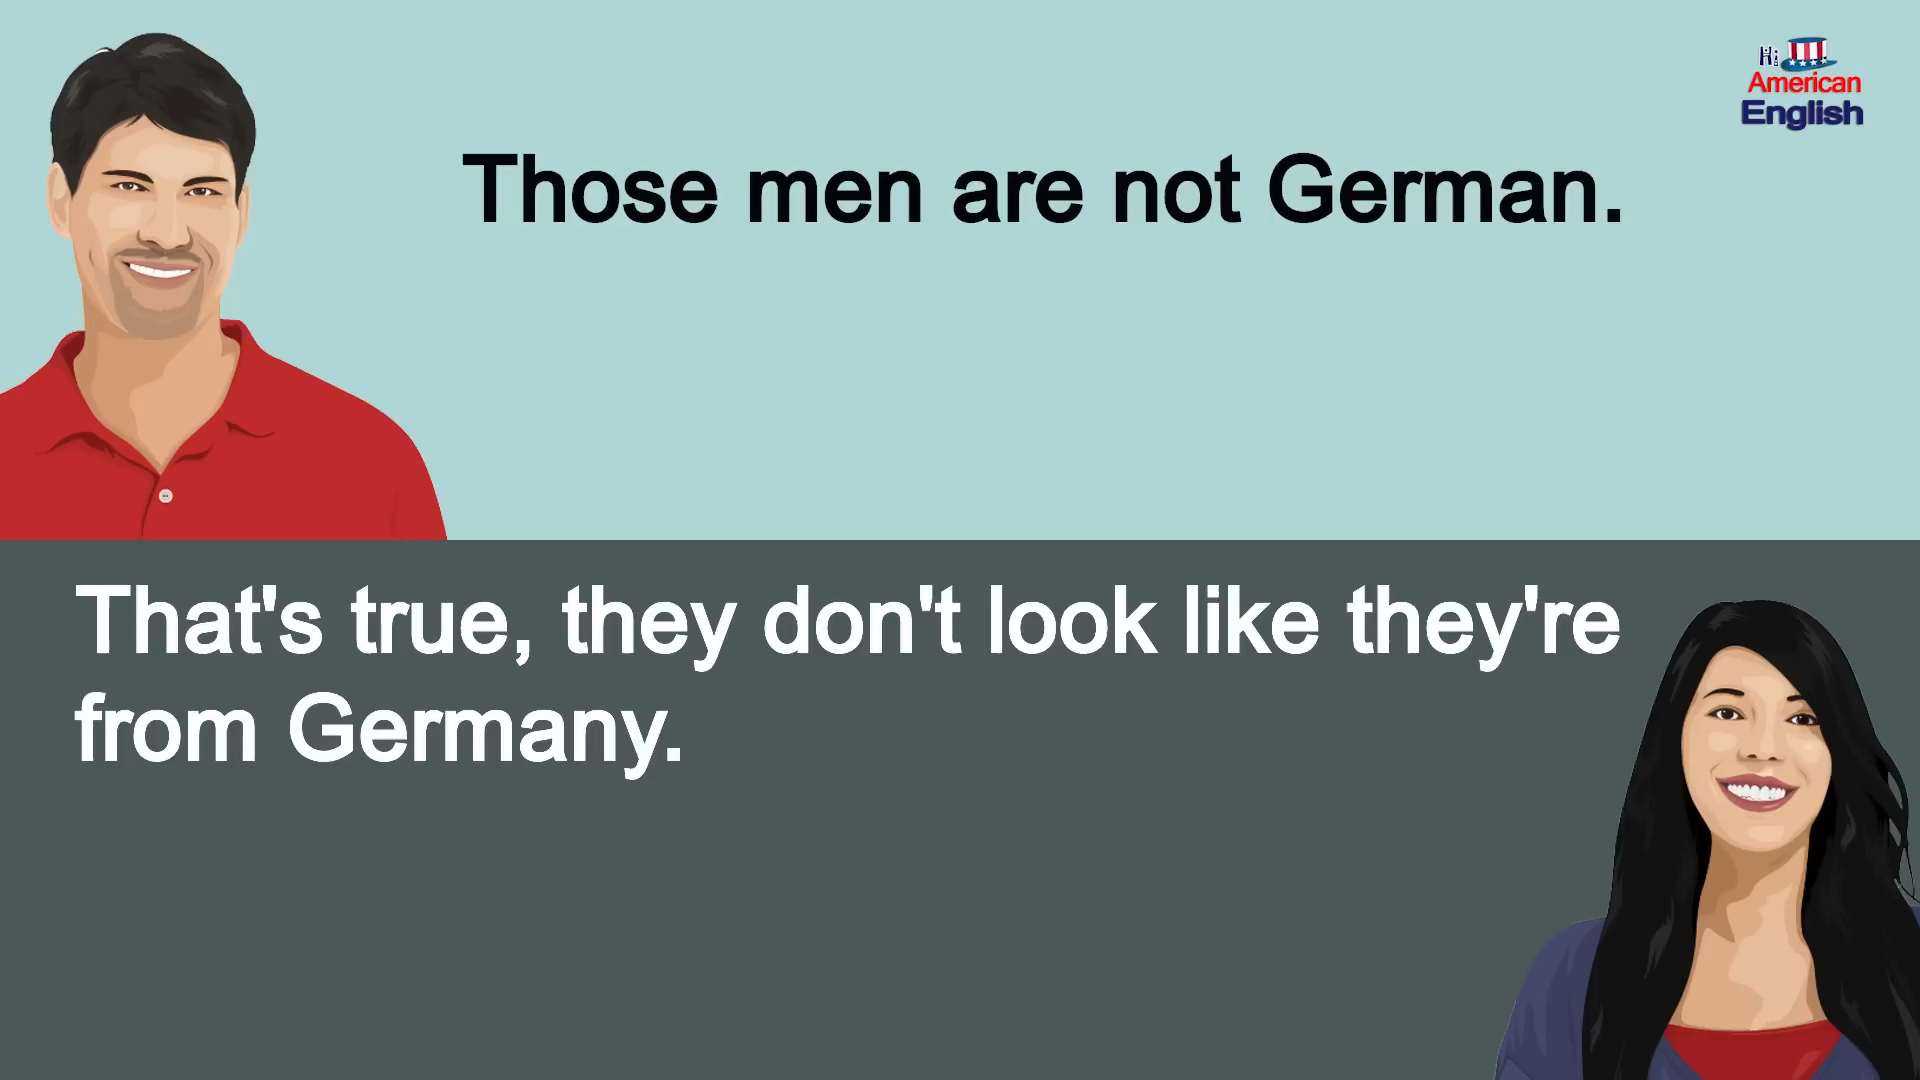 Hi
American
English
Those men are not German.
That's true, they don't look like they're
from Germany.